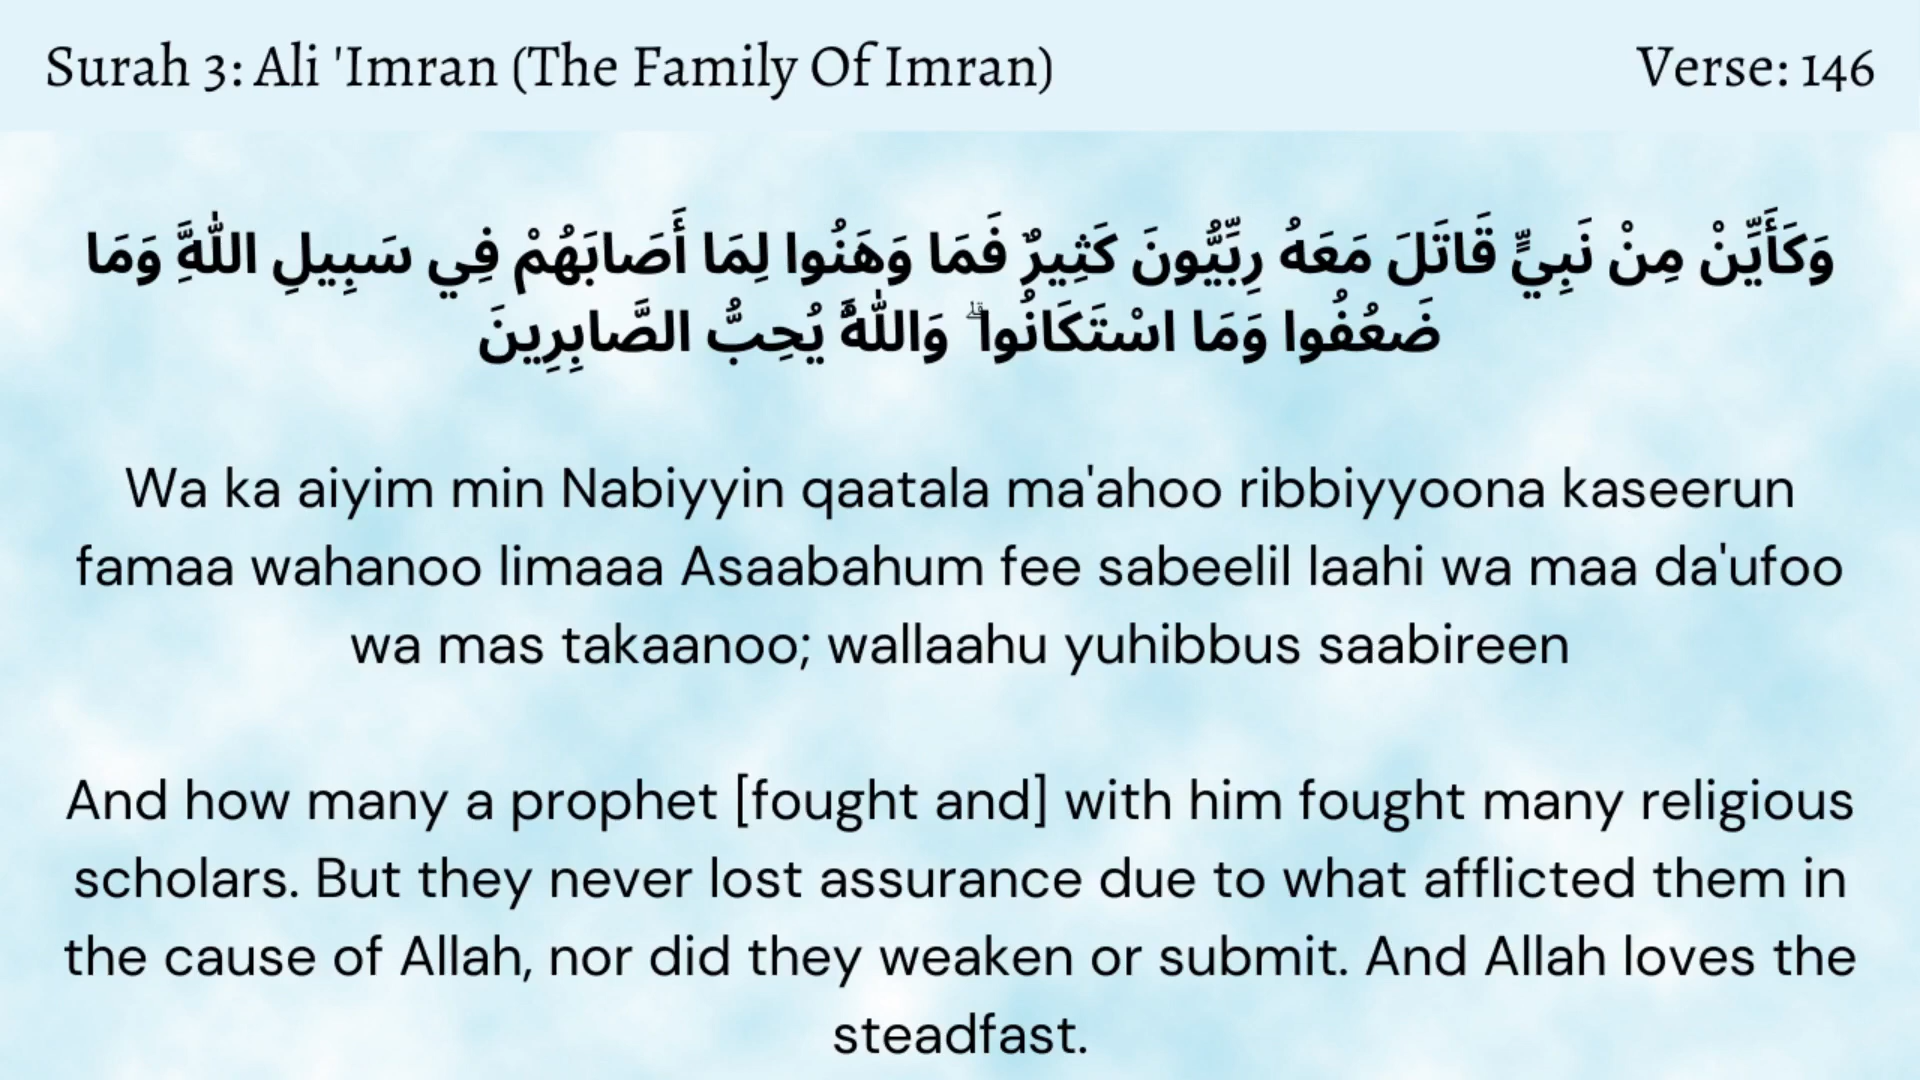 Surah 3: Ali 'Imran (The Family Of Imran)
Verse: 146
وَكَأَيِّنْ مِنْ نَبِيٍّ قَاتَلَ مَعَهُ رِبِّيُّونَ كَثِيرٌ فَمَا وَهَنُوا لِمَا أَصَابَهُمْ فِي سَبِيلِ اللَّهِ وَمَا
ضَعُفُوا وَمَا اسْتَكَانُوا ۗ وَاللَّهُ يُحِبُّ الصَّابِرِينَ
Wa ka aiyim min Nabiyyin qaatala ma'ahoo ribbiyyoona kaseerun
famaa wahanoo limaaa Asaabahum fee sabeelil laahi wa maa da'ufoo
wa mas takaanoo; wallaahu yuhibbus saabireen
And how many a prophet [fought and] with him fought many religious
scholars. But they never lost assurance due to what afflicted them in
the cause of Allah, nor did they weaken or submit. And Allah loves the
steadfast.